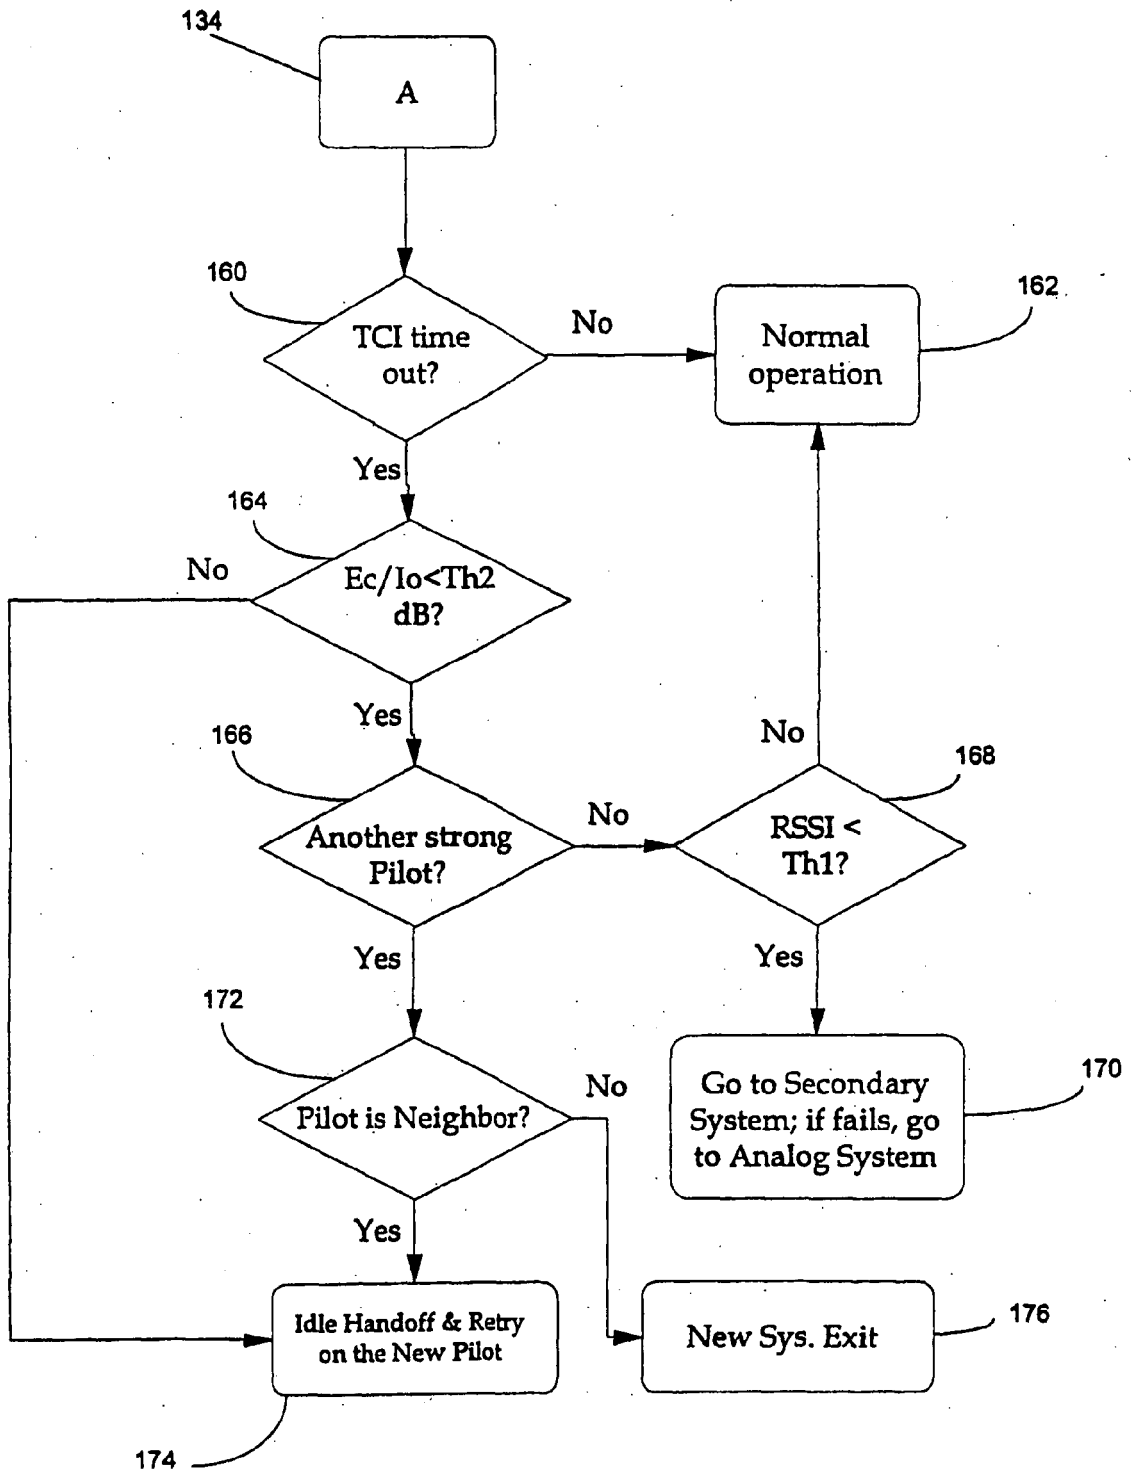 134
A
160
TCI time
out?
No
162
Normal
operation
Yes
164
No
Ec/Io<Th2
dB?
Yes
166
Another strong
Pilot?
No
No
168
RSSI <
Th1?
Yes
Yes
172
Pilot is Neighbor?
No
170
Go to Secondary
System; if fails, go
to Analog System
Yes
Idle Handoff & Retry
on the New Pilot
174
New Sys. Exit
176